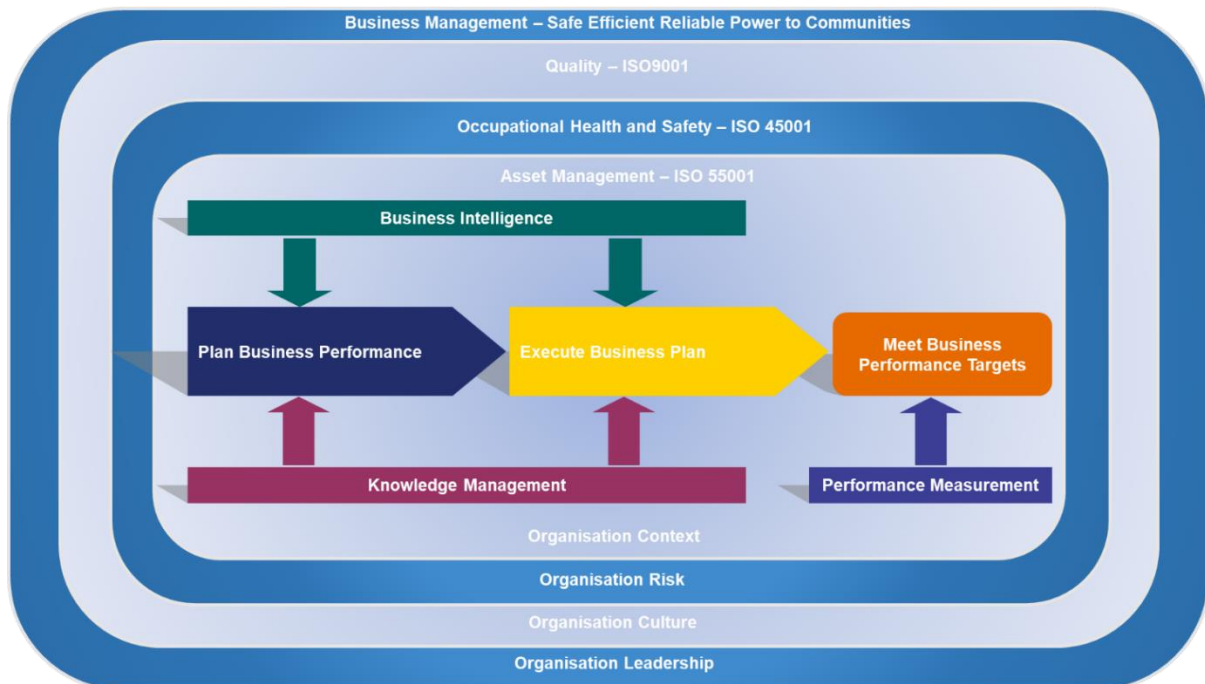 Business Management – Safe Efficient Reliable Power to Communities
Quality – ISO9001
Occupational Health and Safety – ISO 45001
Asset Management – ISO 55001
Business Intelligence
Plan Business Performance
Execute Business Plan
Meet Business
Performance Targets
Knowledge Management
Performance Measurement
Organisation Context
Organisation Risk
Organisation Culture
Organisation Leadership